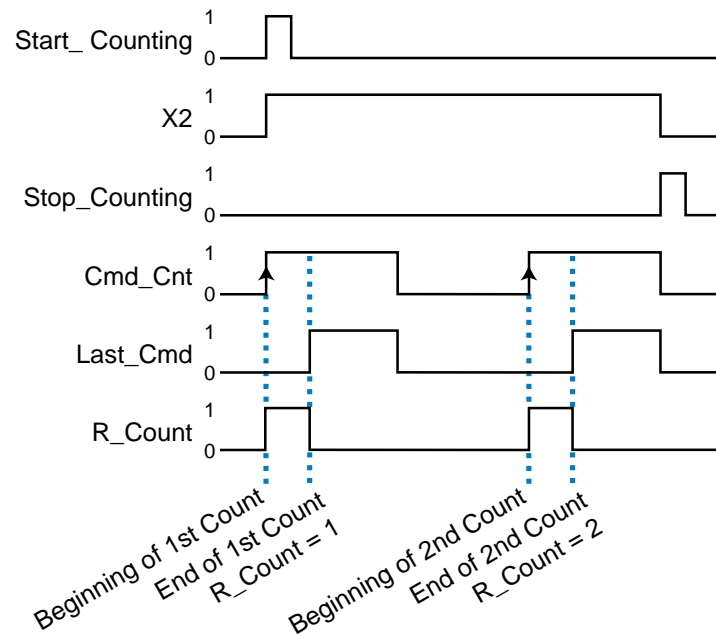 1
Start_ Counting 0
1
X2
0
1
Stop_Counting 0
1
Cmd_Cnt
0
1
Last_Cmd
0
1
R_Count
0
Beginning of 1st Count
End of 1st Count
R_Count = 1
Beginning of 2nd Count
End of 2nd Count
R_Count = 2